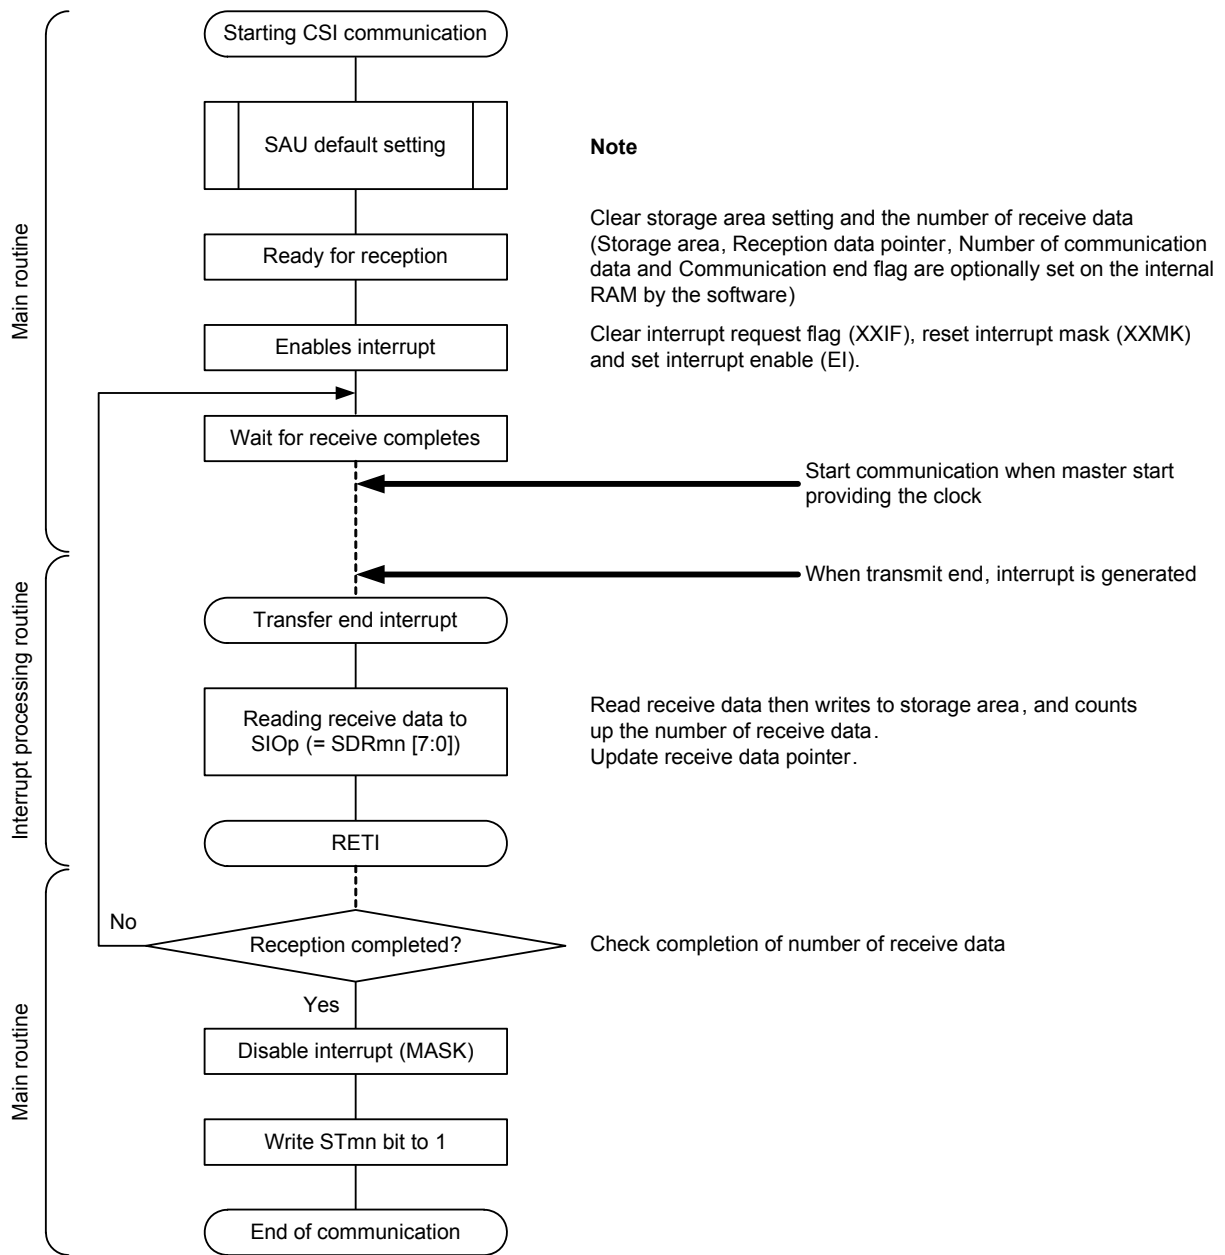 Starting CSI communication
SAU default setting
Note
Ready for reception
Clear storage area setting and the number of receive data
(Storage area, Reception data pointer, Number of communication
data and Communication end flag are optionally set on the internal
RAM by the software)
Enables interrupt
Clear interrupt request flag (XXIF), reset interrupt mask (XXMK)
and set interrupt enable (EI).
Main routine
Wait for receive completes
Start communication when master start
providing the clock
When transmit end, interrupt is generated
Transfer end interrupt
Interrupt processing routine
Reading receive data to
SIOp (= SDRmn [7:0])
Read receive data then writes to storage area, and counts
up the number of receive data.
Update receive data pointer.
RETI
No
Reception completed?
Check completion of number of receive data
Yes
Main routine
Disable interrupt (MASK)
Write STmn bit to 1
End of communication